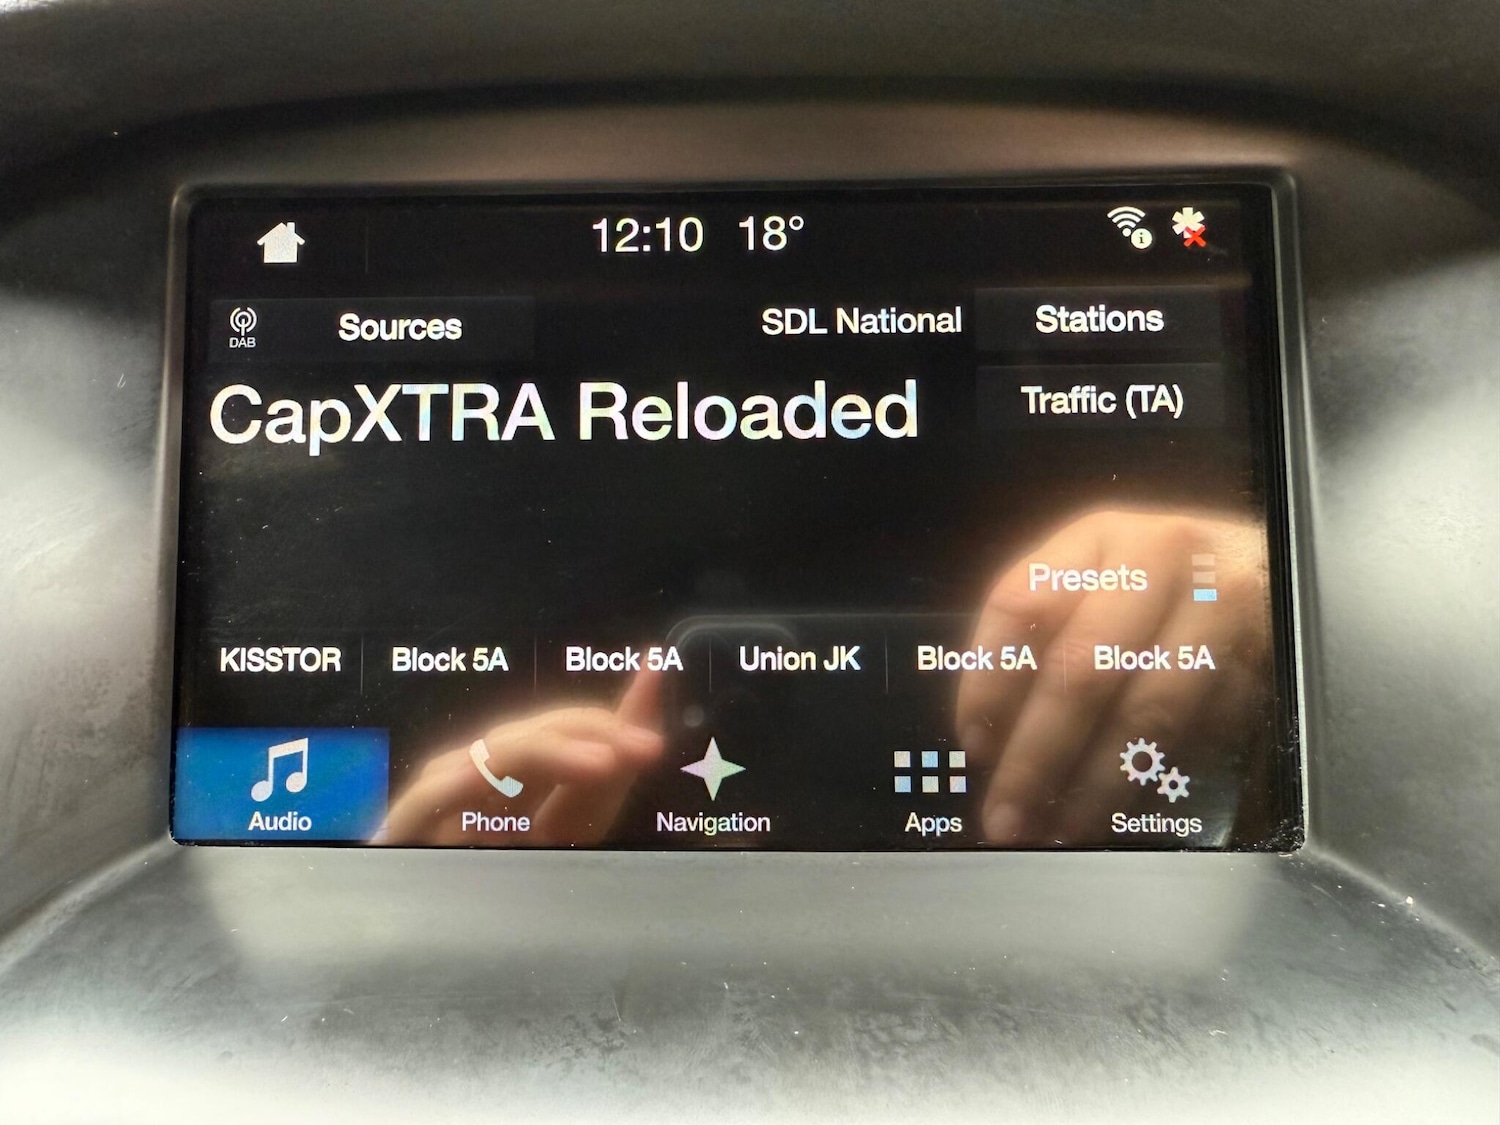 12:10 18°
DAB Sources SDL National Stations
CapXTRA Reloaded Traffic (TA)
Presets
KISSTOR Block 5A Block 5A Union JK Block 5A Block 5A
Audio Phone Navigation Apps Settings